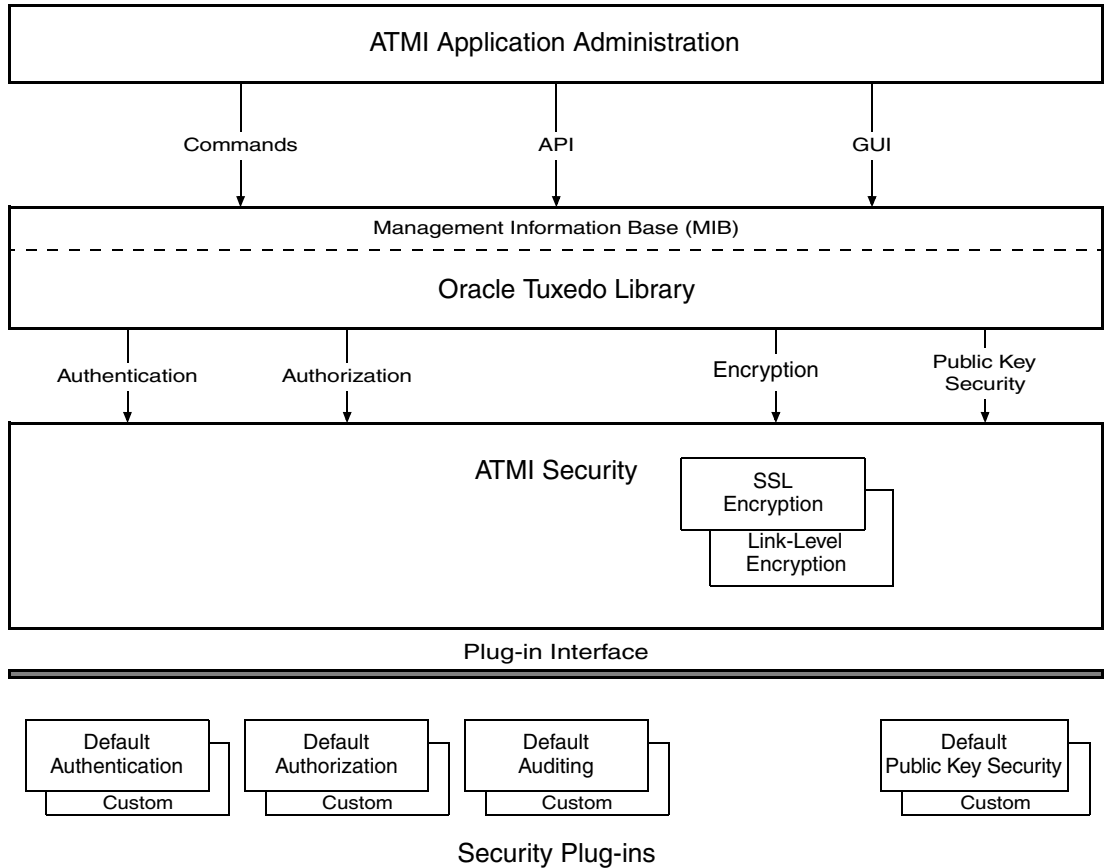 ATMI Application Administration
Commands
API
GUI
Management Information Base (MIB)
Oracle Tuxedo Library
Authentication
Authorization
Encryption
Public Key
Security
ATMI Security
SSL
Encryption
Link-Level
Encryption
Plug-in Interface
Default
Authentication
Custom
Default
Authorization
Custom
Default
Auditing
Custom
Default
Public Key Security
Custom
Security Plug-ins